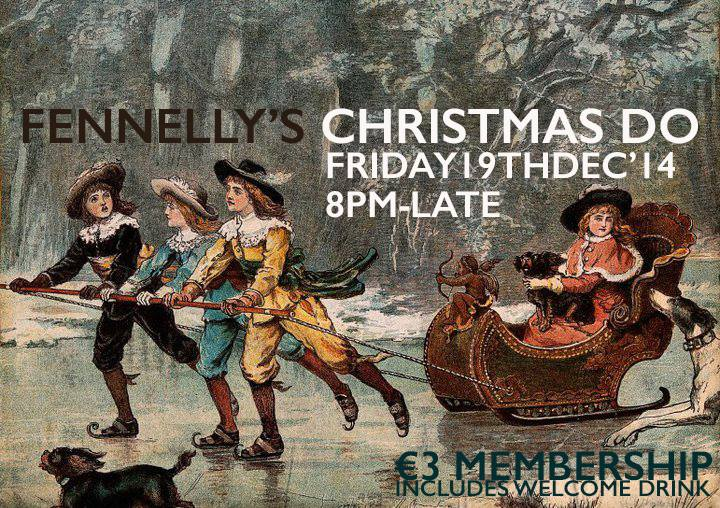 FENNELLY'S CHRISTMAS DO
FRIDAY19THDEC'14
8PM-LATE
€3 MEMBERSHIP
INCLUDES WELCOME DRINK